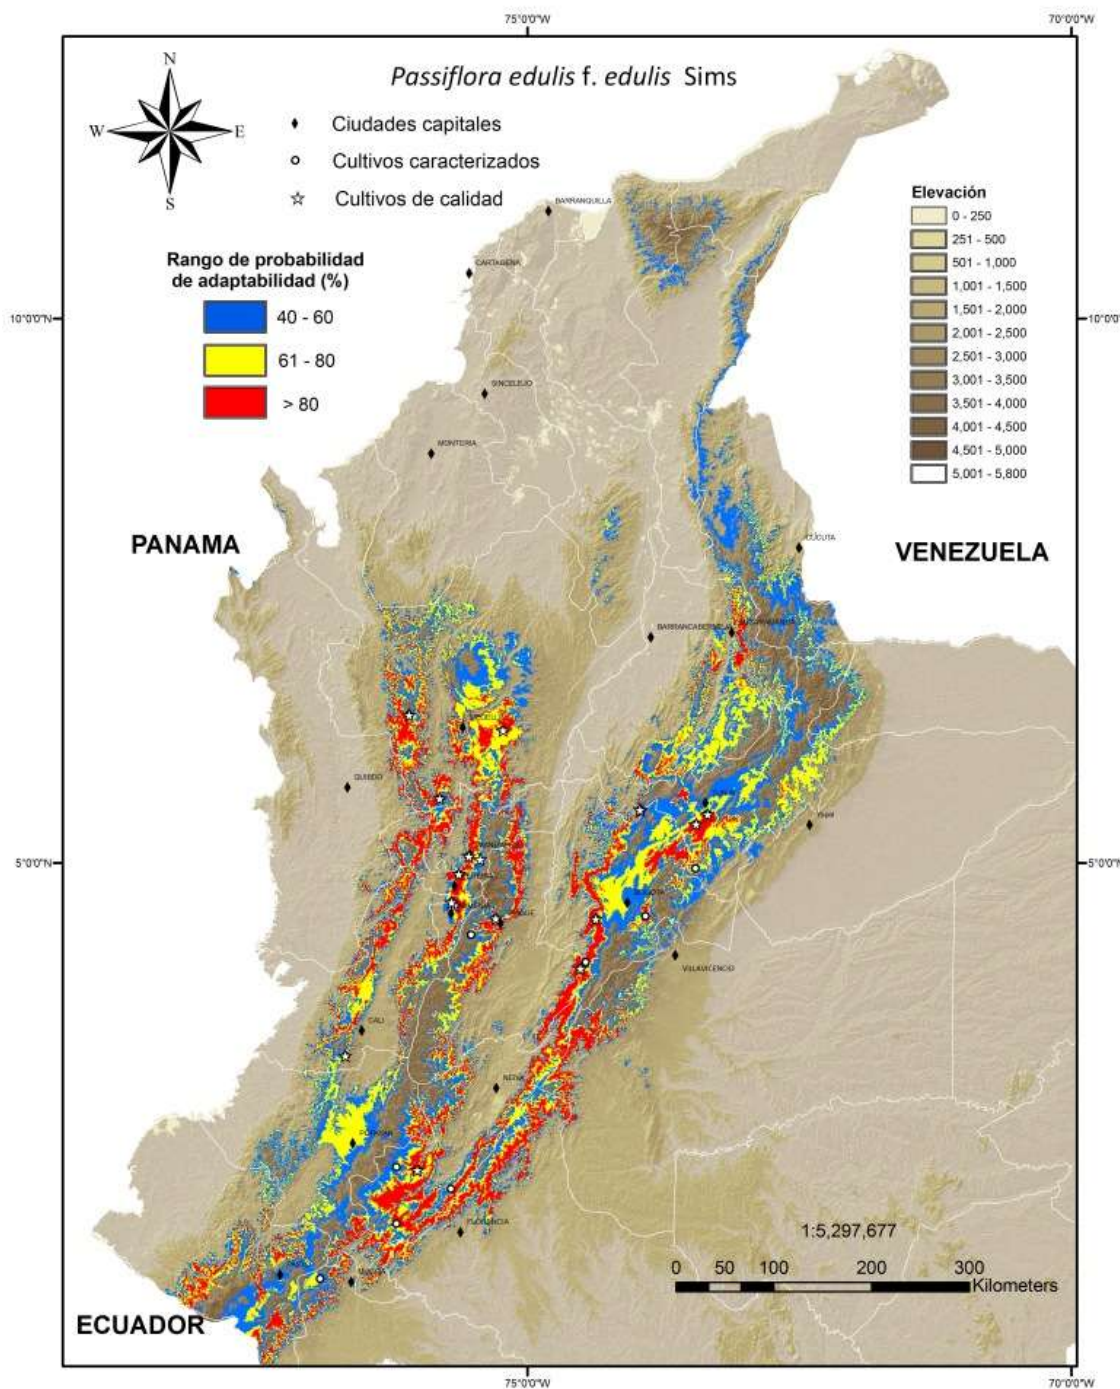 75°0'0"W
70°0'0"W
Passiflora edulis f. edulis Sims
N
W
E
S
Ciudades capitales
Cultivos caracterizados
Cultivos de calidad
Rango de probabilidad
de adaptabilidad (%)
40 - 60
61 - 80
> 80
Elevación
0 - 250
251 - 500
501 - 1,000
1,001 - 1,500
1,501 - 2,000
2,001 - 2,500
2,501 - 3,000
3,001 - 3,500
3,501 - 4,000
4,001 - 4,500
4,501 - 5,000
5,001 - 5,800
BARRANQUILLA
CARTAGENA
10°0'0"N
10°0'0"N
SINCELEJO
MONTERIA
PANAMA
VENEZUELA
CUCUTA
BARRANCABERMEJA
QUIBDO
5°0'0"N
5°0'0"N
VILLAVICENCIO
CALI
NEIVA
POPAYAN
FLORENCIA
1:5,297,677
0
50
100
200
300
Kilometers
ECUADOR
75°0'0"W
70°0'0"W